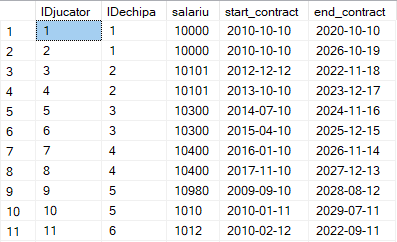 IDjucator IDechipa salariu start_contract end_contract
1 1 1 10000 2010-10-10 2020-10-10
2 2 1 10000 2010-10-10 2026-10-19
3 3 2 10101 2012-12-12 2022-11-18
4 4 2 10101 2013-10-10 2023-12-17
5 5 3 10300 2014-07-10 2024-11-16
6 6 3 10300 2015-04-10 2025-12-15
7 7 4 10400 2016-01-10 2026-11-14
8 8 4 10400 2017-11-10 2027-12-13
9 9 5 10980 2009-09-10 2028-08-12
10 10 5 1010 2010-01-11 2029-07-11
11 11 6 1012 2010-02-12 2022-09-11